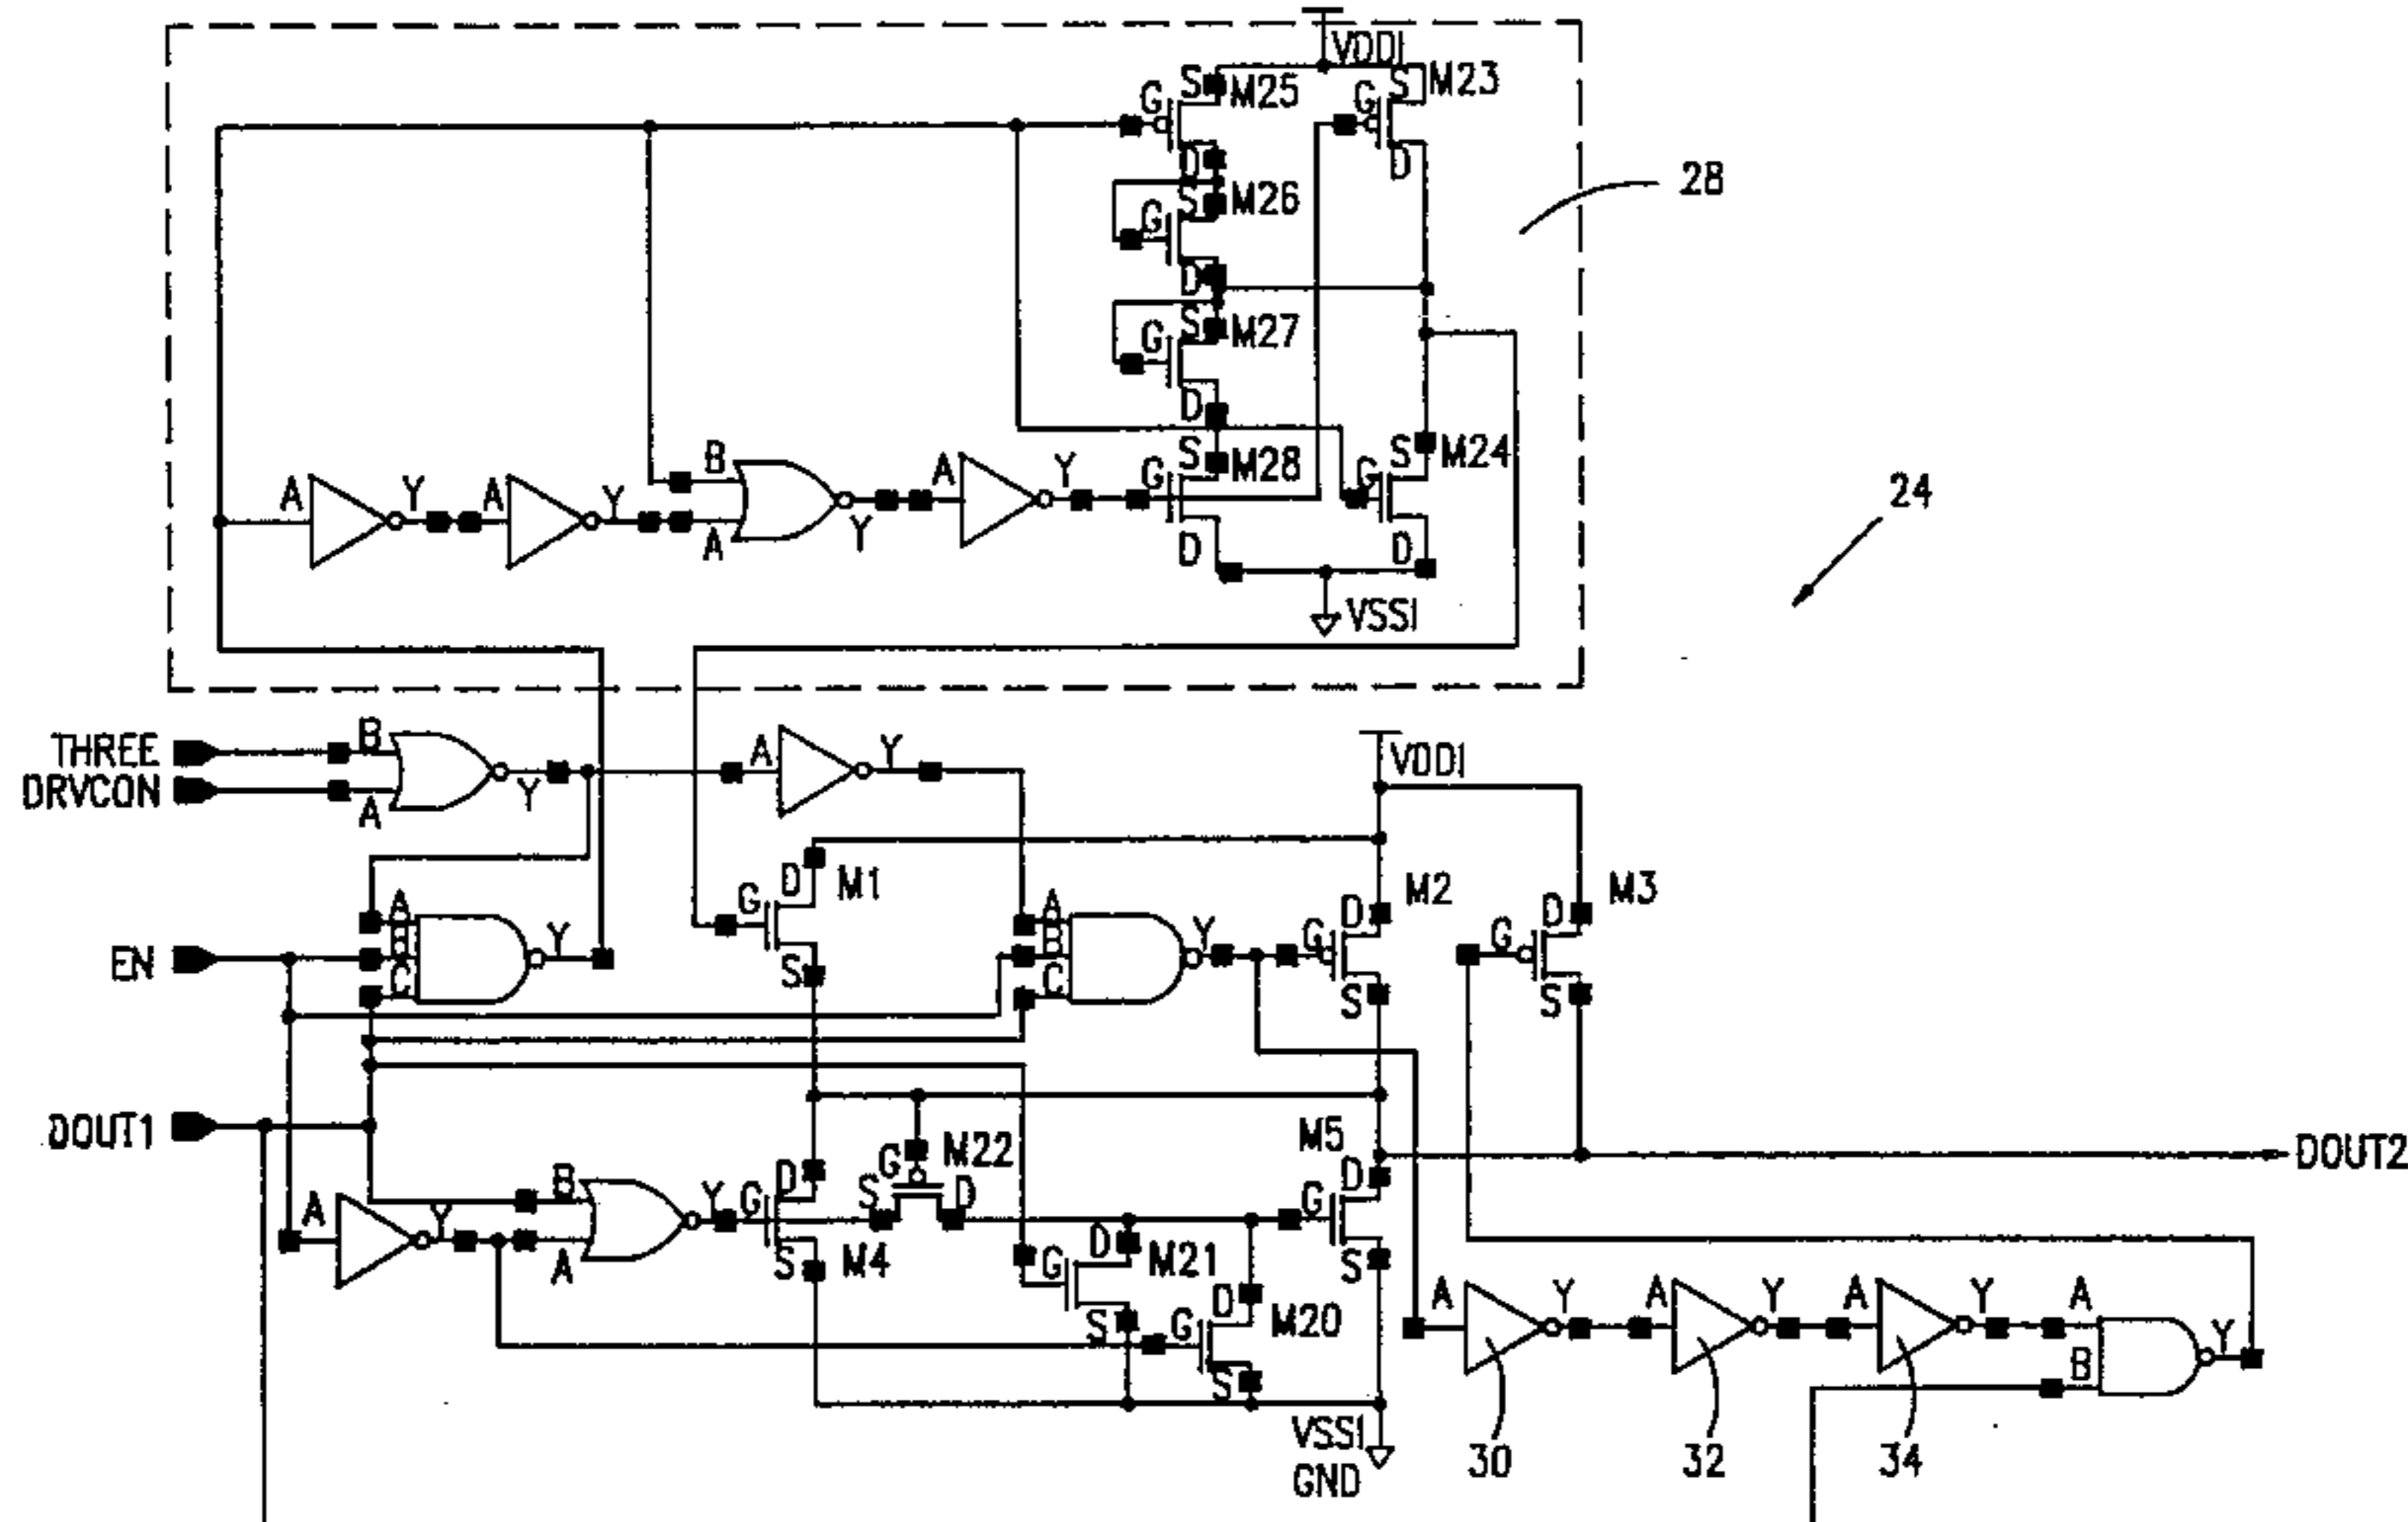 VDDI
S M25
G
S M23
G
D
D
28
S M26
G
D
S M27
G
D
S M28
G
D
S M24
G
D
A Y
A Y
B
A
Y
A Y
24
VSSI
THREE
DRVCON
B
A
Y
A Y
VDDI
EN
A
B
C
Y
D M1
G
S
A
B
C
Y
D M2
G
S
D M3
G
S
DOUT1
A Y
B
A
Y
D
G
S M4
G M22
S D
M5
D
G
S
DOUT2
D M21
G
S
D M20
G
S
A Y
A Y
A Y
A
B
Y
VSSI
GND
30
32
34